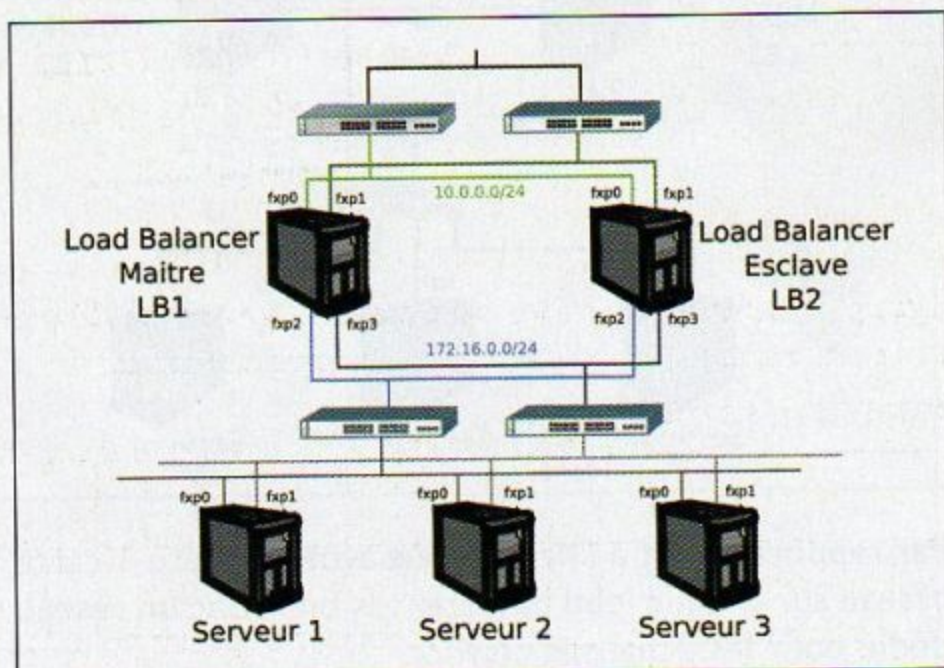 10.0.0.0/24
fxp0 fxp1
fxp0 fxp1
Load Balancer
Maitre
LB1
Load Balancer
Esclave
LB2
fxp2 fxp3
fxp2 fxp3
172.16.0.0/24
fxp0 fxp1
fxp0 fxp1
fxp0 fxp1
Serveur 1
Serveur 2
Serveur 3